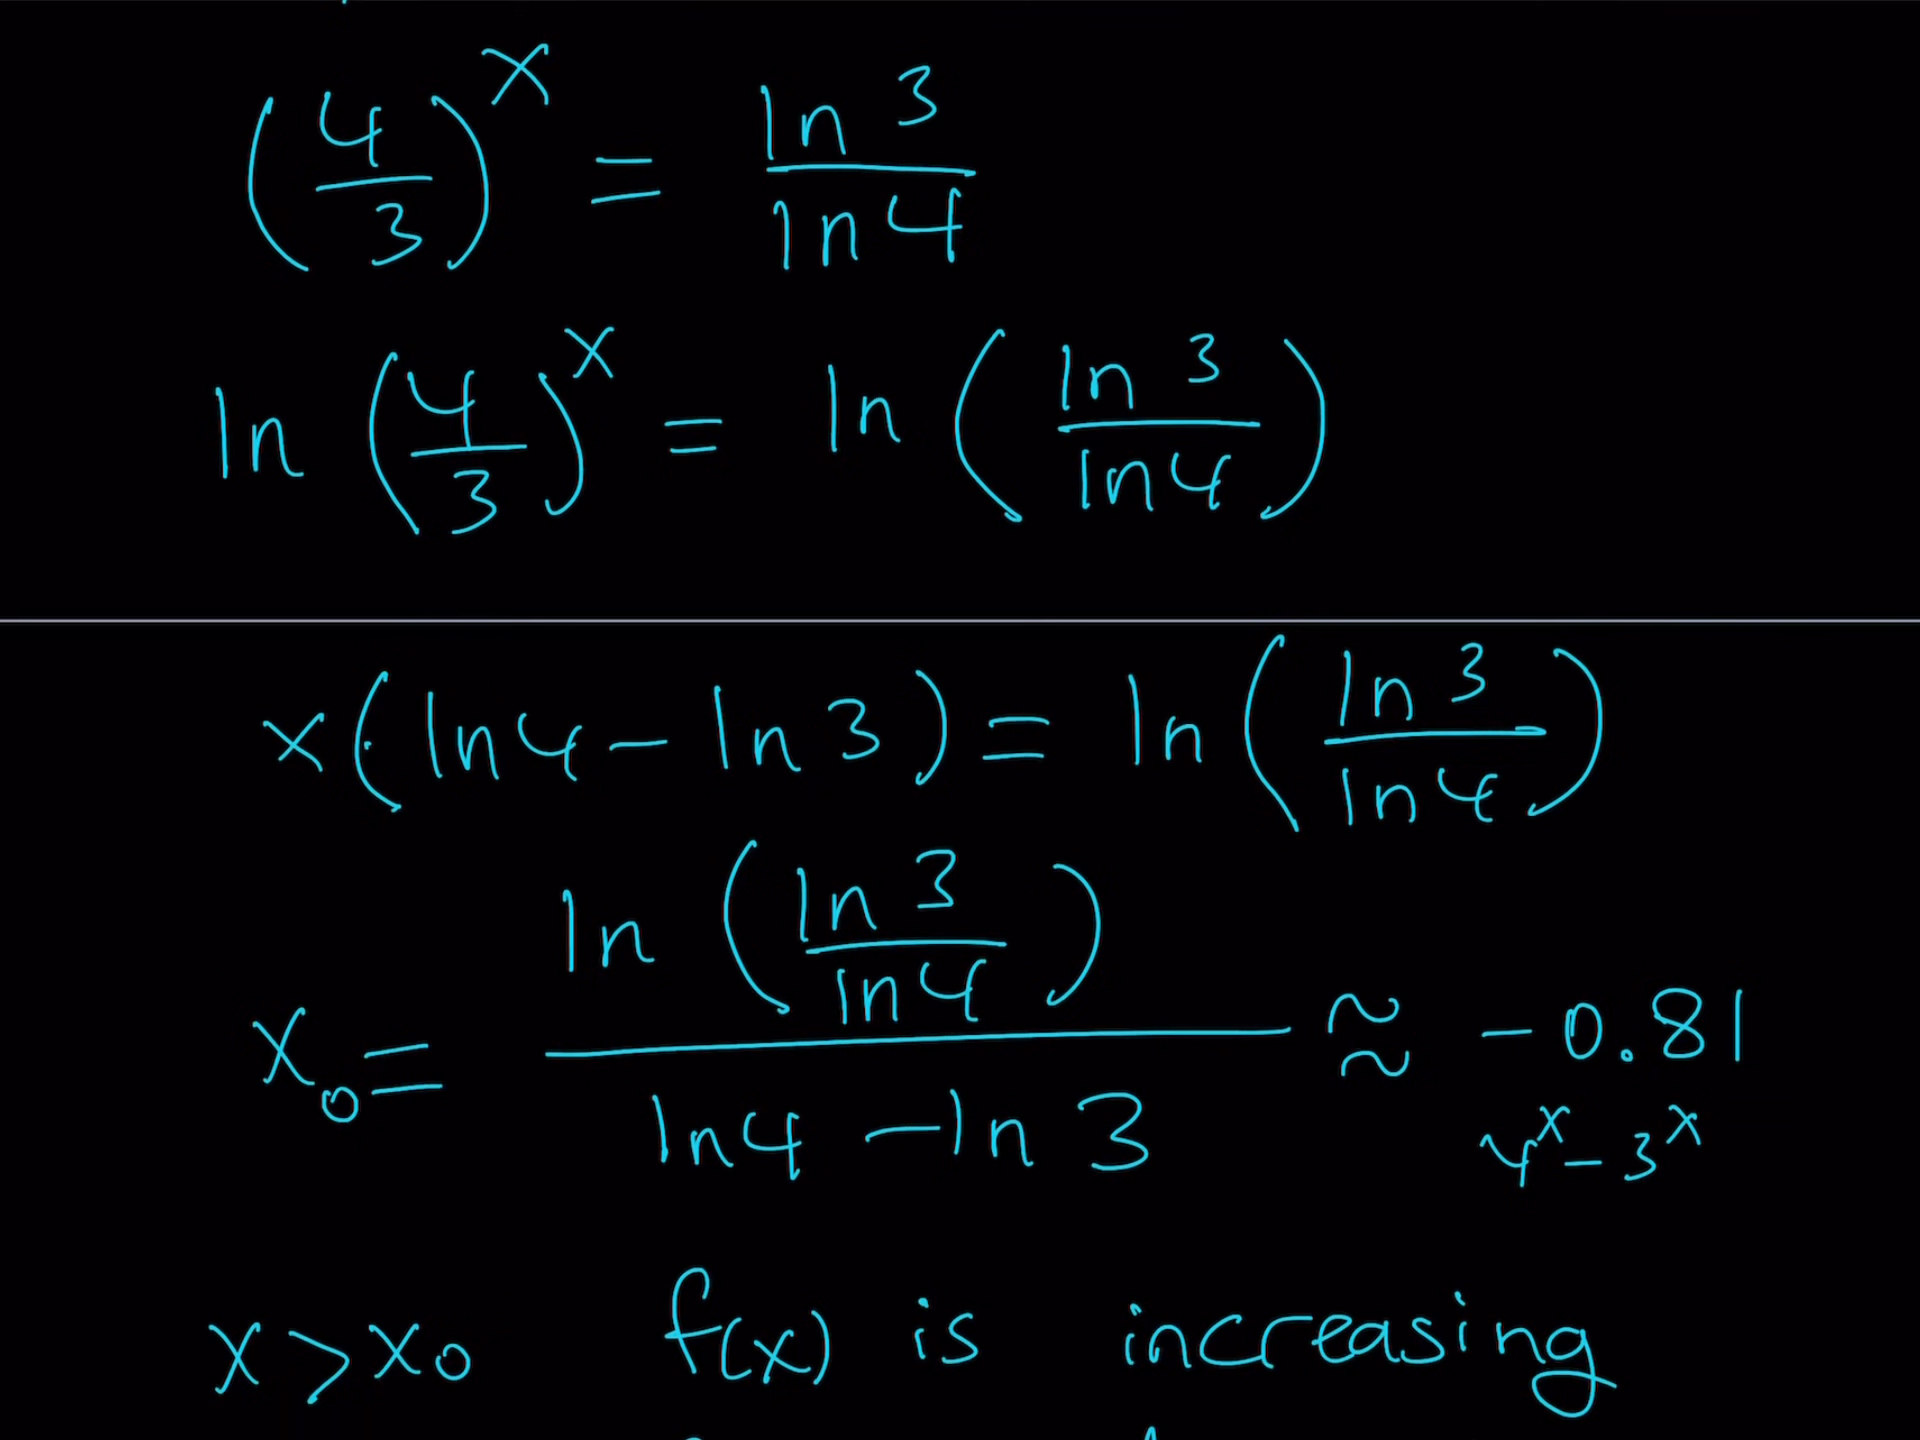 (4/3)^x = ln 3 / ln 4
ln (4/3)^x = ln (ln 3 / ln 4)
x(ln 4 - ln 3) = ln (ln 3 / ln 4)
x₀ = ln (ln 3 / ln 4) / (ln 4 - ln 3) ≈ -0.81
4^x - 3^x
x > x₀ f(x) is increasing